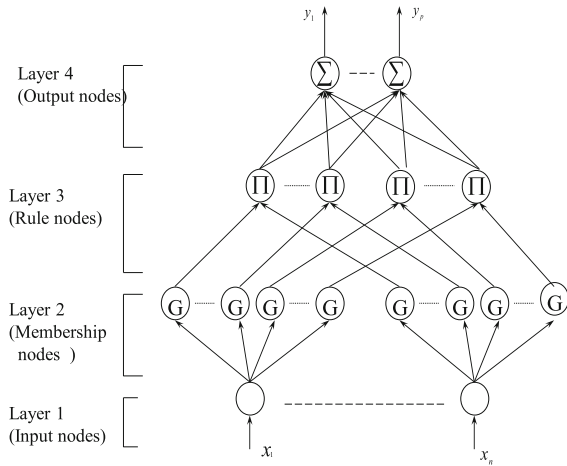 y₁ yₚ
Layer 4
(Output nodes)
Σ Σ
Layer 3
(Rule nodes)
Π Π Π Π
Layer 2
(Membership
nodes )
G G G G G G G G
Layer 1
(Input nodes)
x₁ xₙ